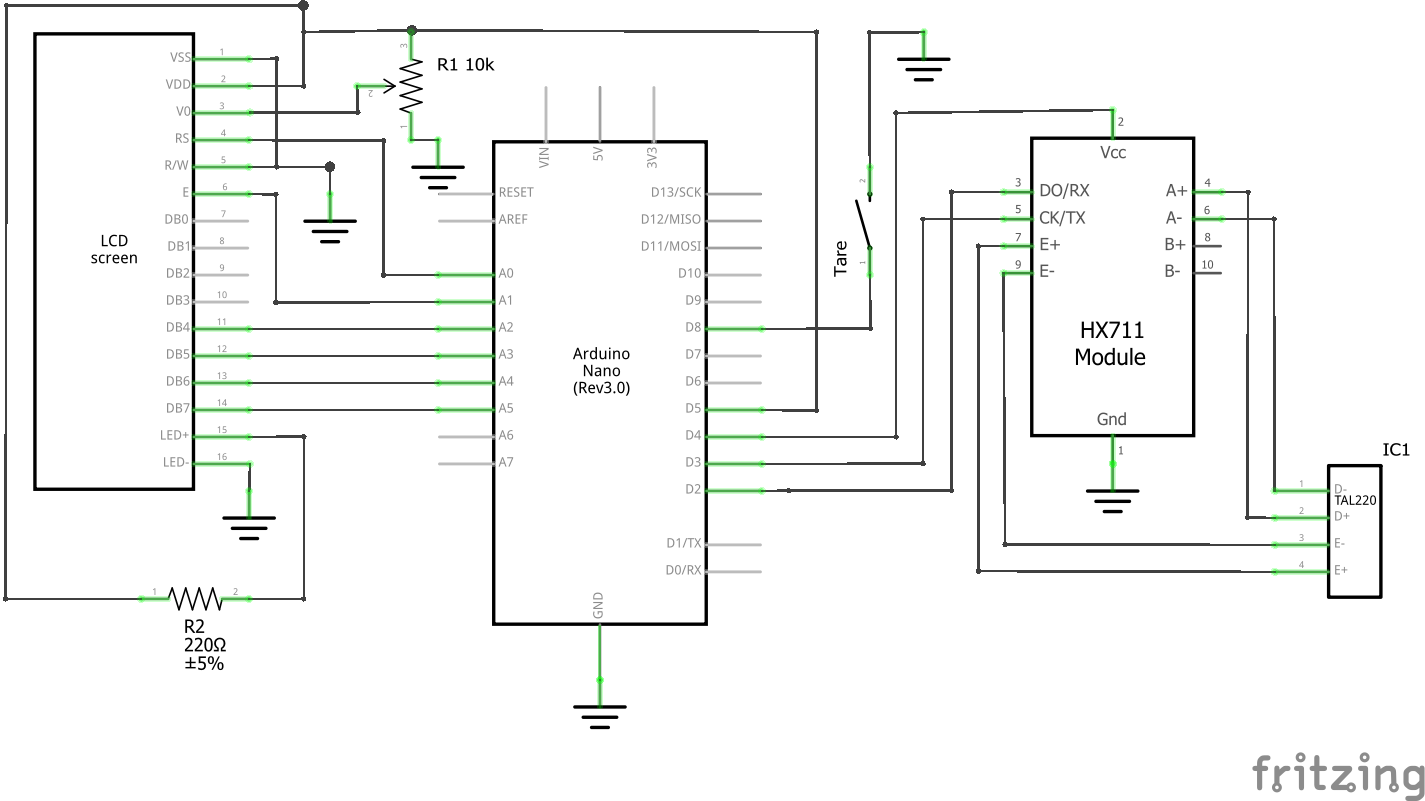 LCD
screen
VSS 1
VDD 2
V0 3
RS 4
R/W 5
E 6
DB0 7
DB1 8
DB2 9
DB3 10
DB4 11
DB5 12
DB6 13
DB7 14
LED+ 15
LED- 16
1 2
R2
220Ω
±5%
3
R1 10k
2
1
VIN
5V
3V3
RESET
AREF
A0
A1
A2
A3
A4
A5
A6
A7
Arduino
Nano
(Rev3.0)
D13/SCK
D12/MISO
D11/MOSI
D10
D9
D8
D7
D6
D5
D4
D3
D2
D1/TX
D0/RX
GND
2
Tare
1
2
Vcc
3 DO/RX
5 CK/TX
7 E+
9 E-
A+ 4
A- 6
B+ 8
B- 10
HX711
Module
Gnd
1
IC1
1 D-
TAL220
2 D+
3 E-
4 E+
fritzing